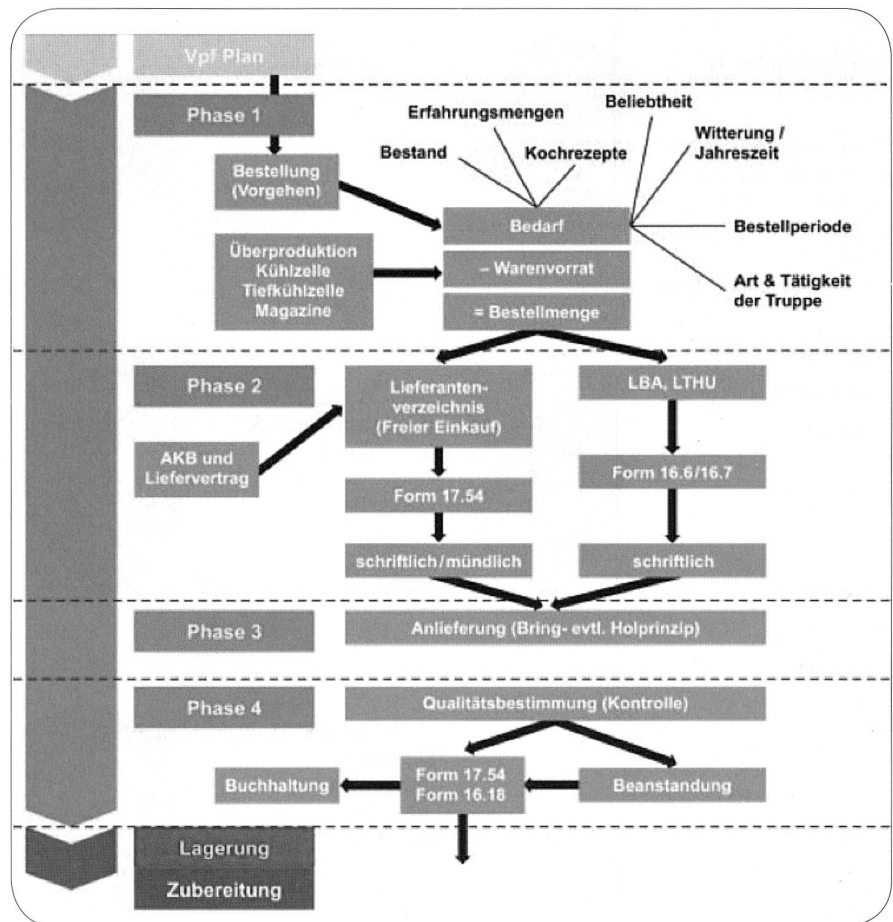 Vpf Plan
Phase 1
Beliebtheit
Erfahrungsmengen
Witterung /
Jahreszeit
Bestand
Kochrezepte
Bestellung
(Vorgehen)
Bedarf
Bestellperiode
Überproduktion
Kühlzelle
Tiefkühlzelle
Magazine
– Warenvorrat
Art & Tätigkeit
der Truppe
= Bestellmenge
Phase 2
Lieferanten-
verzeichnis
(Freier Einkauf)
LBA, LTHU
AKB und
Liefervertrag
Form 17.54
Form 16.6/16.7
schriftlich/mündlich
schriftlich
Phase 3
Anlieferung (Bring- evtl. Holprinzip)
Phase 4
Qualitätsbestimmung (Kontrolle)
Buchhaltung
Form 17.54
Form 16.18
Beanstandung
Lagerung
Zubereitung